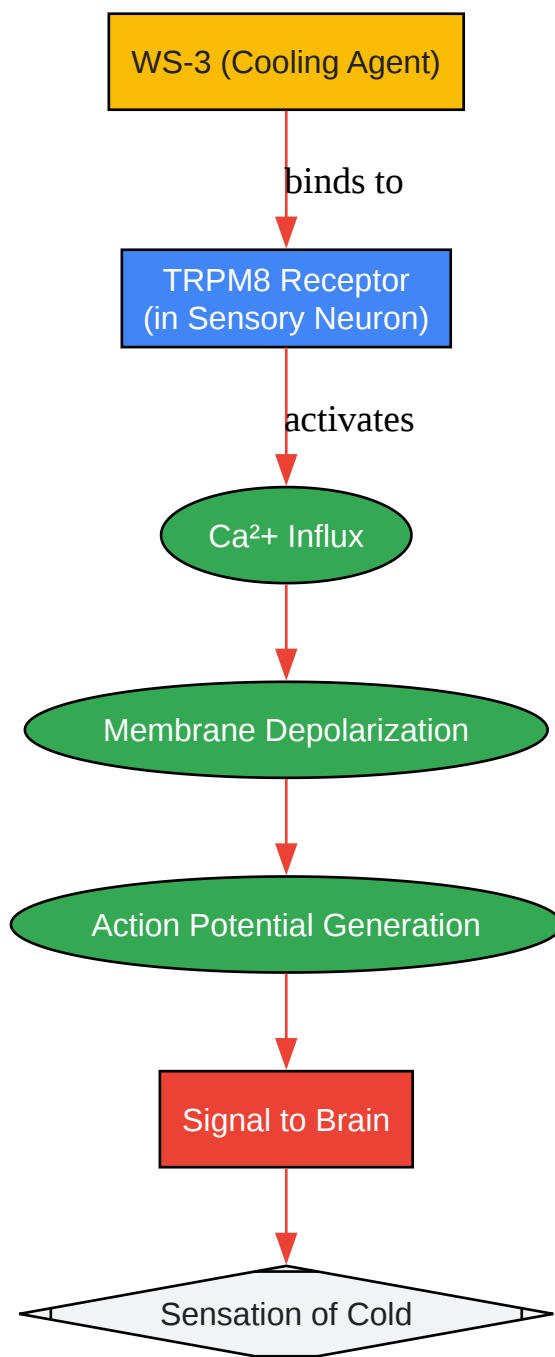 WS-3 (Cooling Agent)
binds to
TRPM8 Receptor
(in Sensory Neuron)
activates
Ca²+ Influx
Membrane Depolarization
Action Potential Generation
Signal to Brain
Sensation of Cold